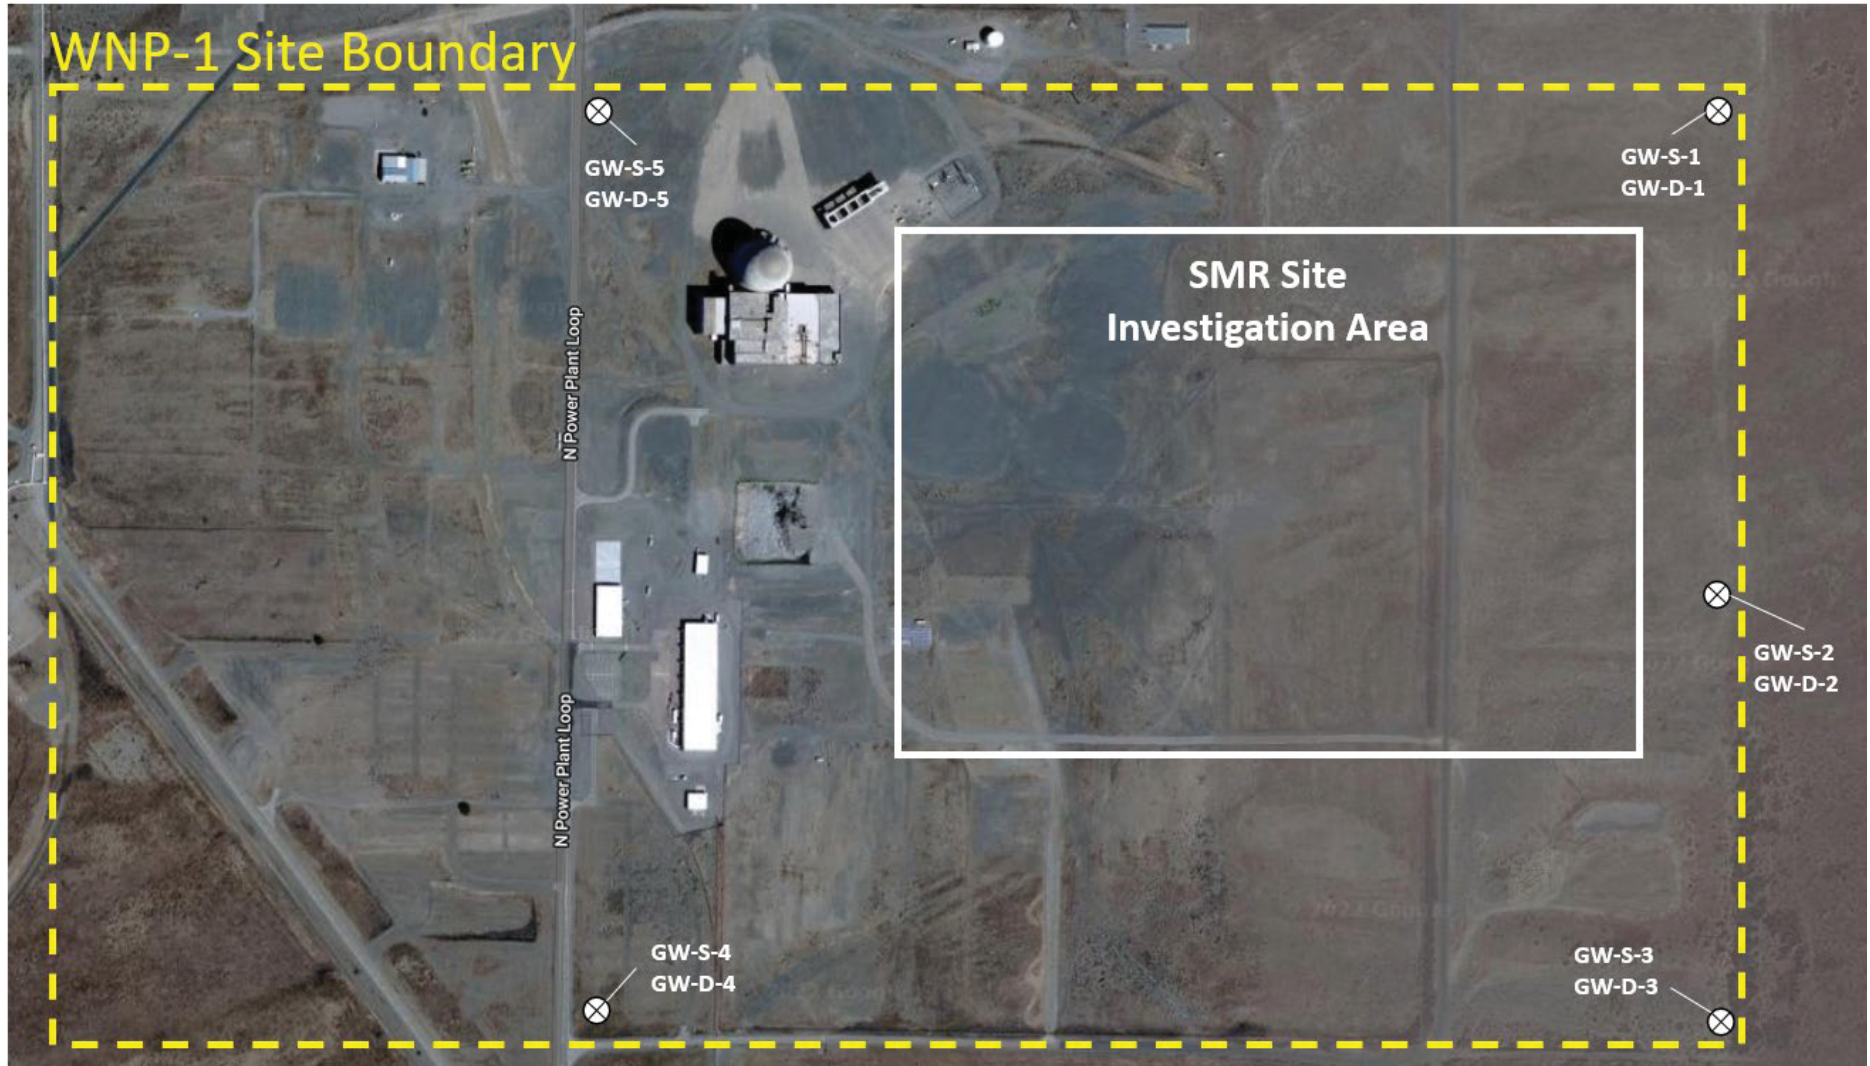 WNP-1 Site Boundary
GW-S-5
GW-D-5
GW-S-1
GW-D-1
SMR Site
Investigation Area
N Power Plant Loop
GW-S-2
GW-D-2
N Power Plant Loop
GW-S-4
GW-D-4
GW-S-3
GW-D-3